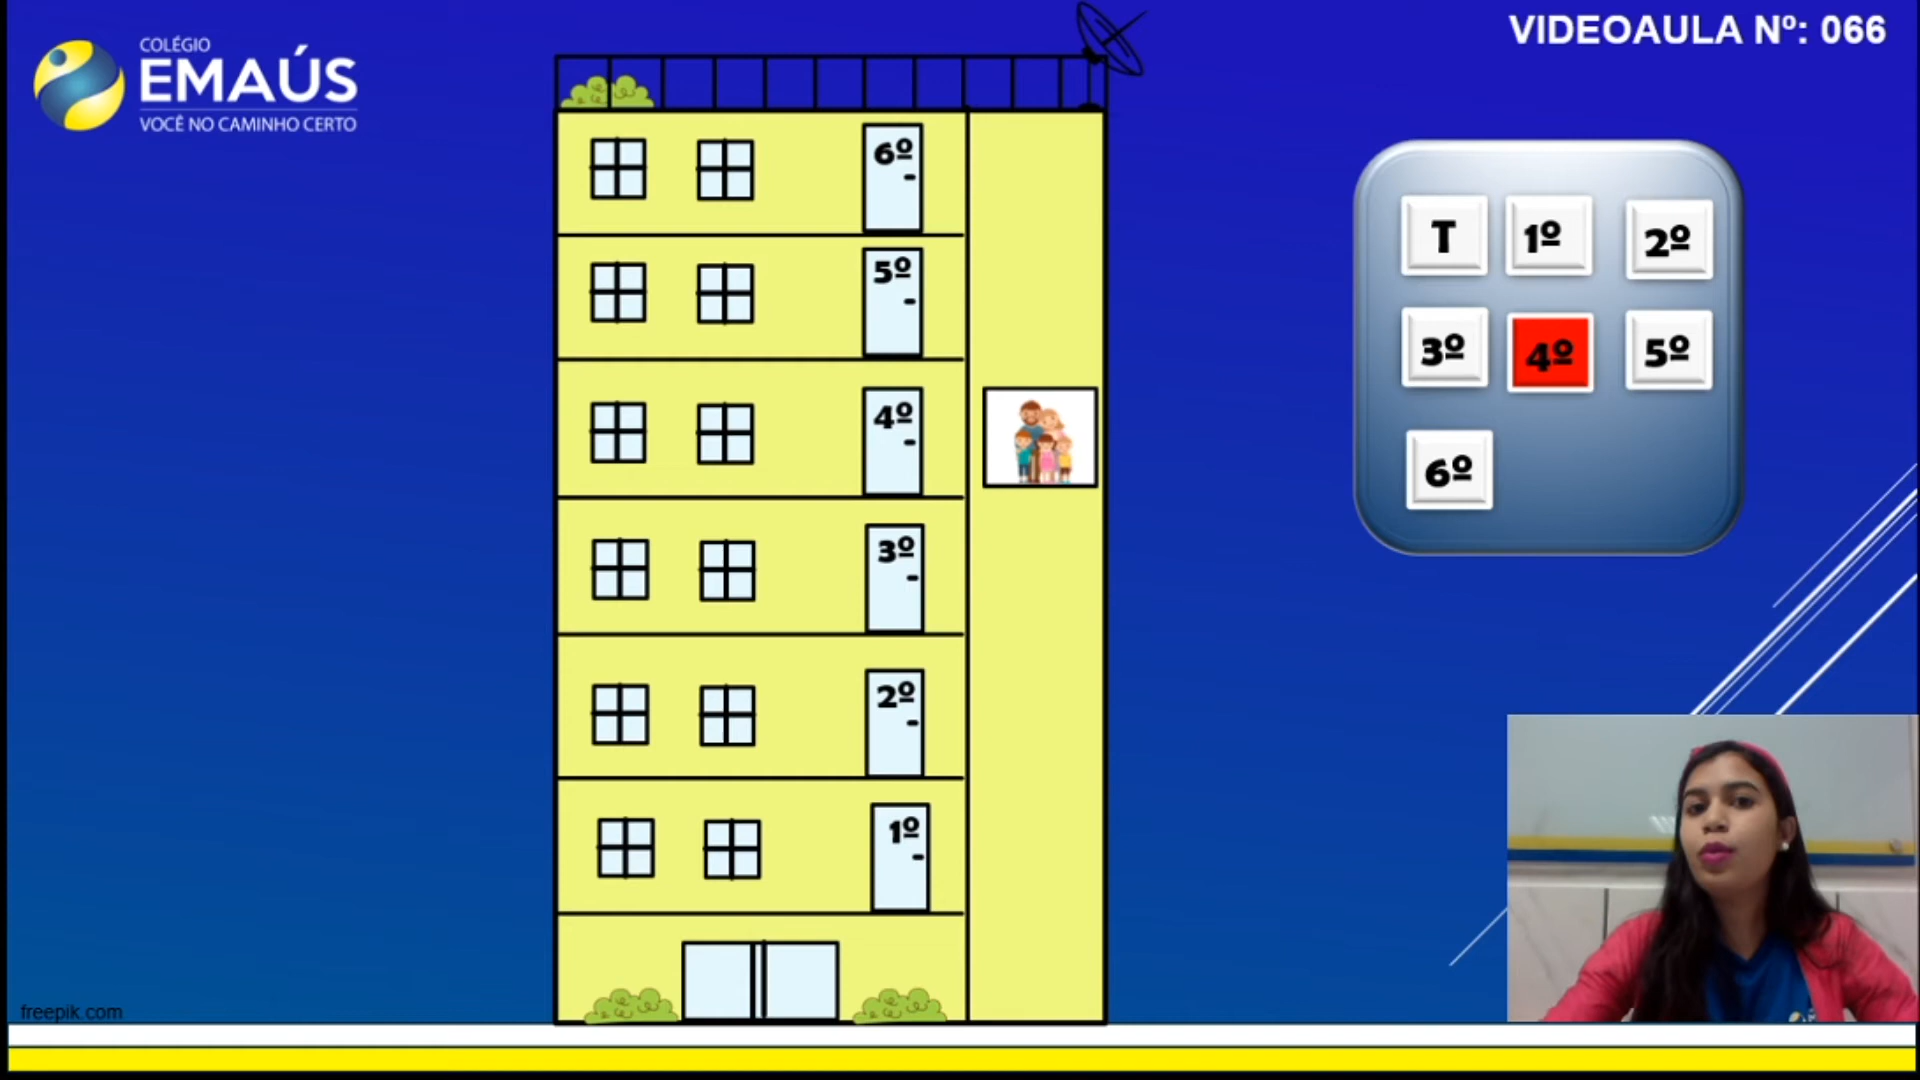 COLÉGIO
EMAÚS
VOCÊ NO CAMINHO CERTO
VIDEOAULA Nº: 066
6º
5º
4º
3º
2º
1º
T 1º 2º
3º 4º 5º
6º
freepik.com